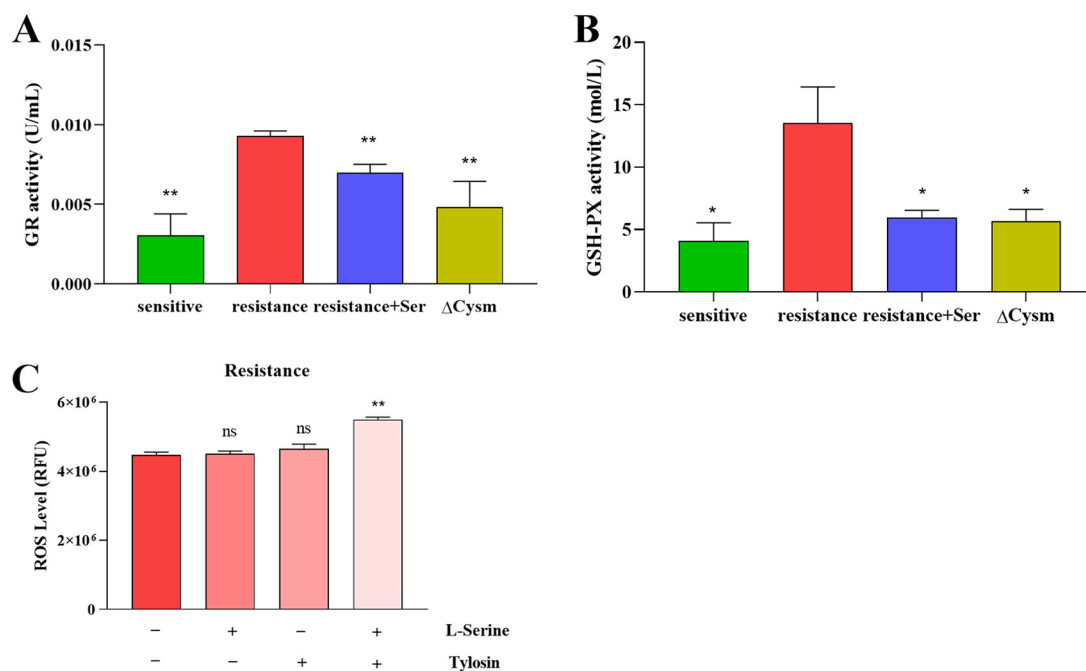 A
GR activity (U/mL)
0.015
0.010
0.005
0.000
**
**
**
sensitive
resistance
resistance+Ser
ΔCysm
B
GSH-PX activity (mol/L)
20
15
10
5
0
*
*
*
sensitive
resistance
resistance+Ser
ΔCysm
C
Resistance
ROS Level (RFU)
6×10⁶
4×10⁶
2×10⁶
0
ns
ns
**
− + − + L-Serine
− − + + Tylosin